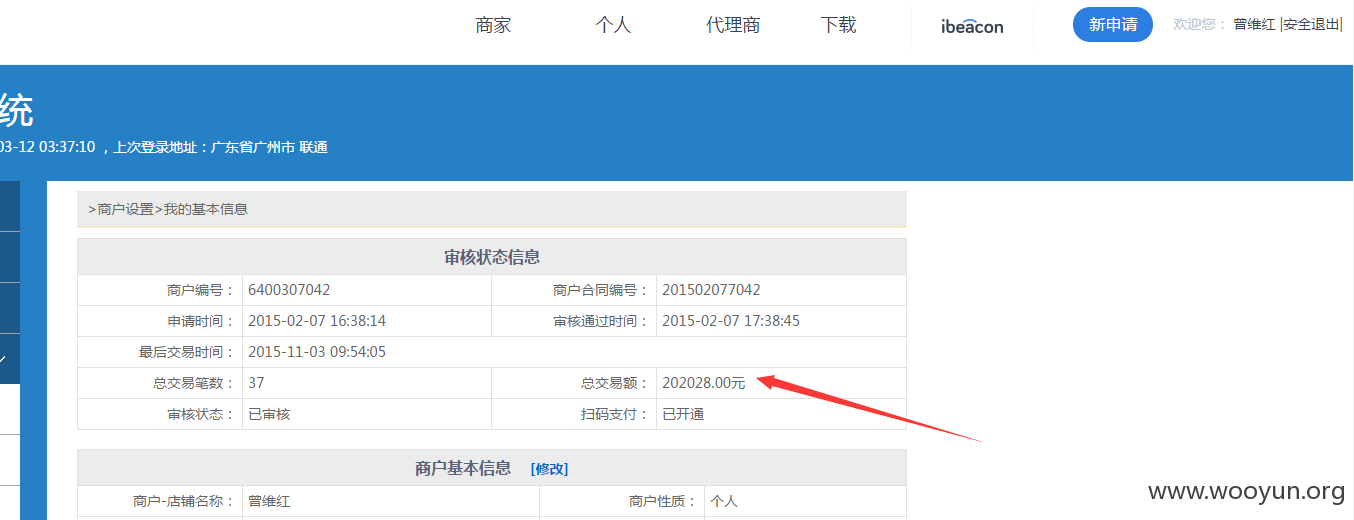 商家 个人 代理商 下载 ibeacon 新申请 欢迎您： 曾维红 |安全退出|
统
03-12 03:37:10 ，上次登录地址：广东省广州市 联通
>商户设置>我的基本信息
审核状态信息
商户编号： 6400307042 商户合同编号： 201502077042
申请时间： 2015-02-07 16:38:14 审核通过时间： 2015-02-07 17:38:45
最后交易时间： 2015-11-03 09:54:05
总交易笔数： 37 总交易额： 202028.00元
审核状态： 已审核 扫码支付： 已开通
商户基本信息 [修改]
商户-店铺名称： 曾维红 商户性质： 个人
www.wooyun.org